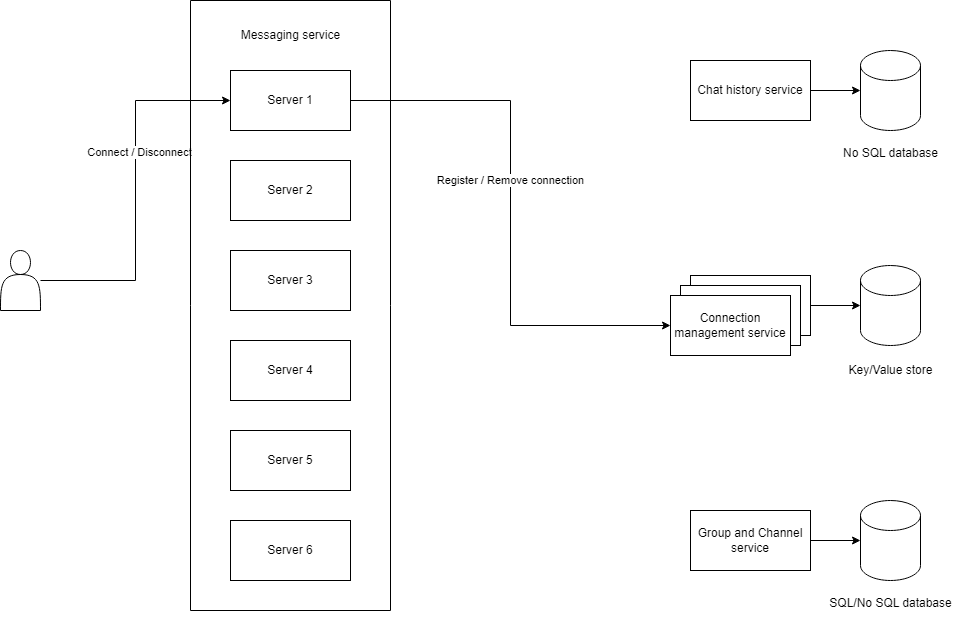 Messaging service
Server 1
Chat history service
Connect / Disconnect
No SQL database
Register / Remove connection
Server 2
Server 3
Connection
management service
Key/Value store
Server 4
Server 5
Group and Channel
service
Server 6
SQL/No SQL database